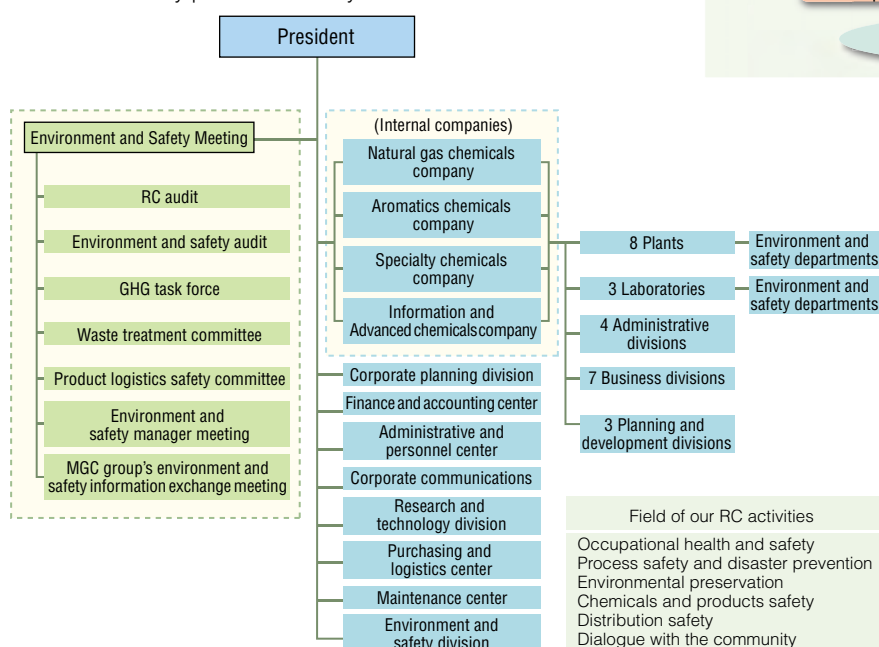 President
Environment and Safety Meeting
RC audit
Environment and safety audit
GHG task force
Waste treatment committee
Product logistics safety committee
Environment and
safety manager meeting
MGC group's environment and
safety information exchange meeting
(Internal companies)
Natural gas chemicals
company
Aromatics chemicals
company
Specialty chemicals
company
Information and
Advanced chemicals company
Corporate planning division
Finance and accounting center
Administrative and
personnel center
Corporate communications
Research and
technology division
Purchasing and
logistics center
Maintenance center
Environment and
safety division
8 Plants
Environment and
safety departments
3 Laboratories
Environment and
safety departments
4 Administrative
divisions
7 Business divisions
3 Planning and
development divisions
Field of our RC activities
Occupational health and safety
Process safety and disaster prevention
Environmental preservation
Chemicals and products safety
Distribution safety
Dialogue with the community